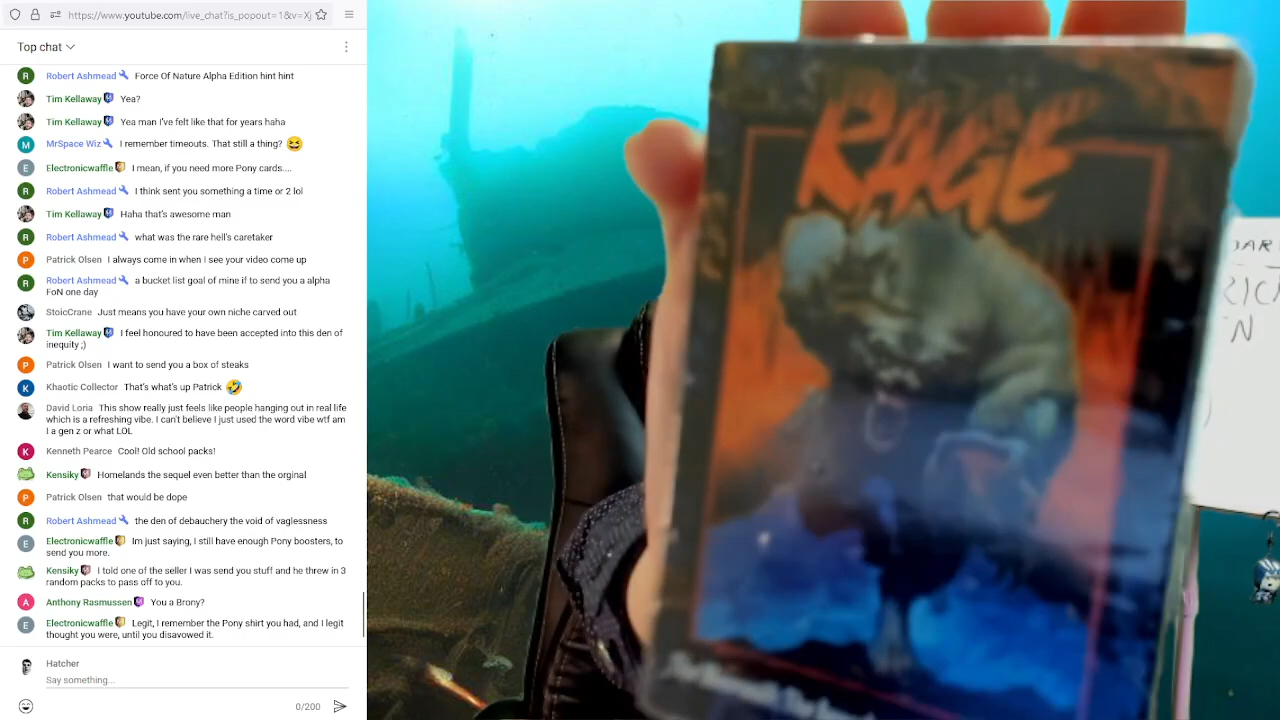 https://www.youtube.com/live_chat?is_popout=1&v=Xj
Top chat
R Robert Ashmead Force Of Nature Alpha Edition hint hint
Tim Kellaway Yea?
Tim Kellaway Yea man I've felt like that for years haha
M MrSpace Wiz I remember timeouts. That still a thing?
E Electronicwaffle I mean, if you need more Pony cards....
R Robert Ashmead I think sent you something a time or 2 lol
Tim Kellaway Haha that's awesome man
R Robert Ashmead what was the rare hell's caretaker
P Patrick Olsen I always come in when I see your video come up
R Robert Ashmead a bucket list goal of mine if to send you a alpha
FoN one day
StoicCrane Just means you have your own niche carved out
Tim Kellaway I feel honoured to have been accepted into this den of
inequity ;)
P Patrick Olsen I want to send you a box of steaks
K Khaotic Collector That's what's up Patrick
David Loria This show really just feels like people hanging out in real life
which is a refreshing vibe. I can't believe I just used the word vibe wtf am
I a gen z or what LOL
K Kenneth Pearce Cool! Old school packs!
Kensiky Homelands the sequel even better than the orginal
P Patrick Olsen that would be dope
R Robert Ashmead the den of debauchery the void of vaglessness
E Electronicwaffle Im just saying, I still have enough Pony boosters, to
send you more.
Kensiky I told one of the seller I was send you stuff and he threw in 3
random packs to pass off to you.
A Anthony Rasmussen You a Brony?
E Electronicwaffle Legit, I remember the Pony shirt you had, and I legit
thought you were, until you disavowed it.
Hatcher
Say something...
0/200
RAGE